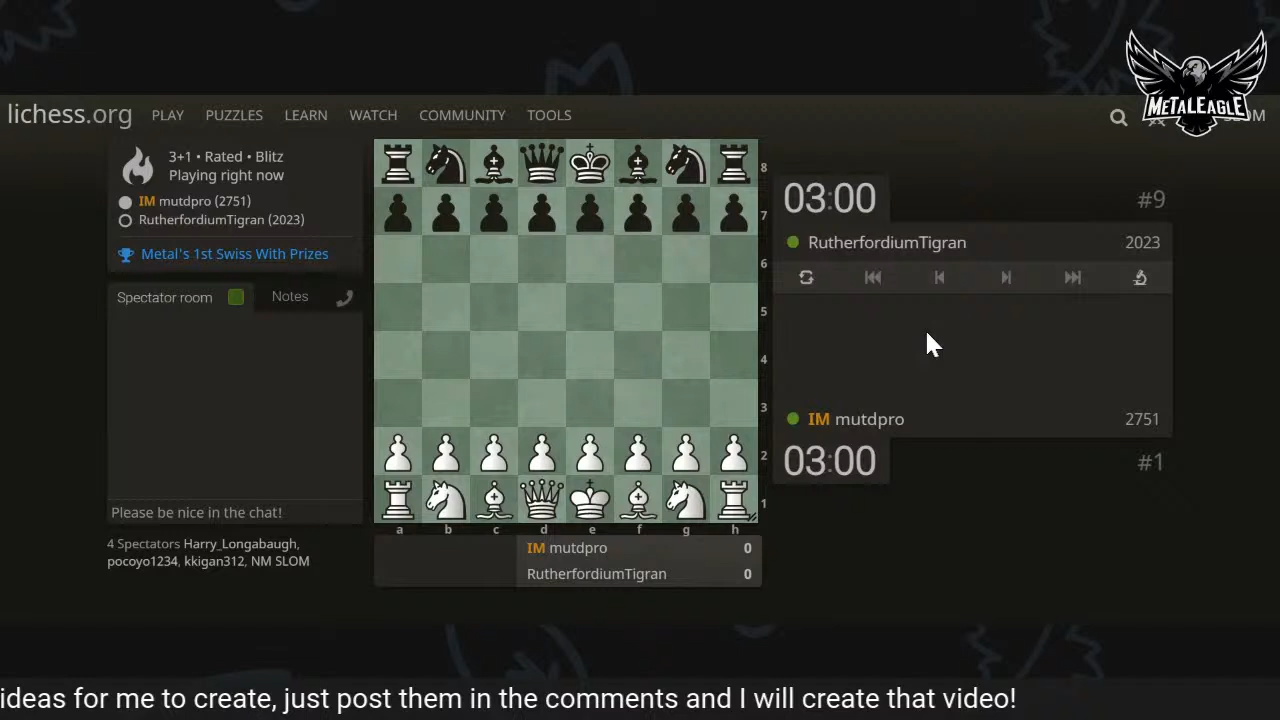 METALEAGLE
lichess.org PLAY PUZZLES LEARN WATCH COMMUNITY TOOLS
3+1 • Rated • Blitz
Playing right now
IM mutdpro (2751)
RutherfordiumTigran (2023)
Metal's 1st Swiss With Prizes
Spectator room Notes
Please be nice in the chat!
4 Spectators Harry_Longabaugh,
pocoyo1234, kkigan312, NM SLOM
8
7
6
5
4
3
2
1
a b c d e f g h
IM mutdpro 0
RutherfordiumTigran 0
03:00 #9
RutherfordiumTigran 2023
IM mutdpro 2751
03:00 #1
ideas for me to create, just post them in the comments and I will create that video!